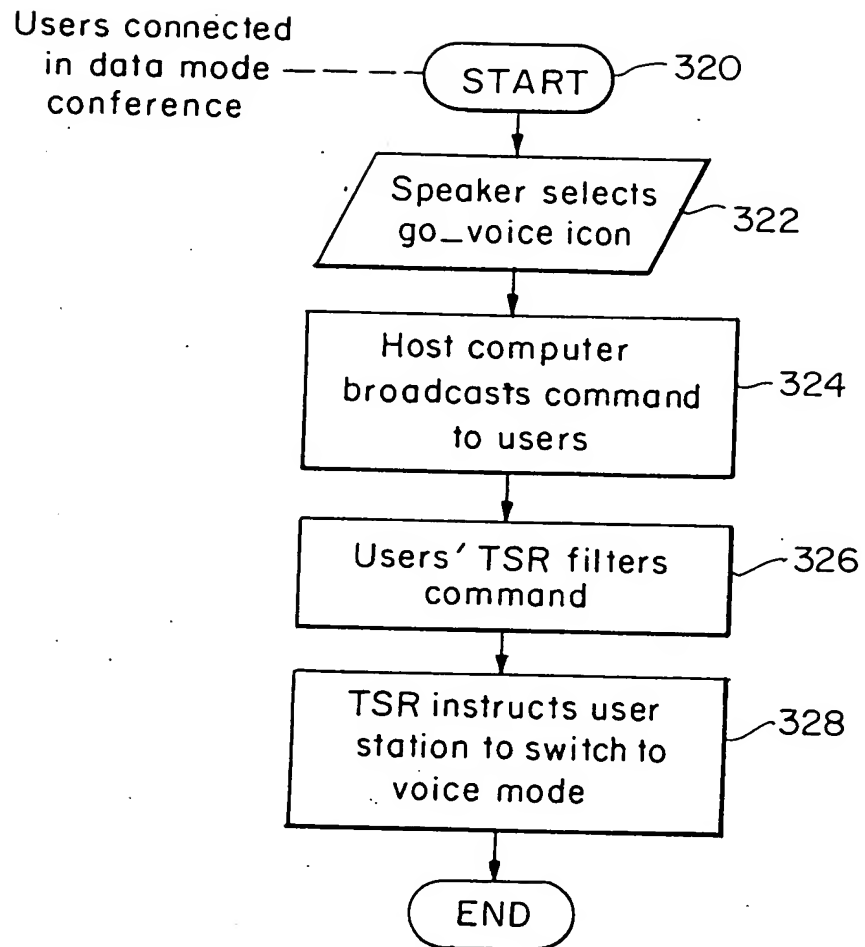 Users connected
in data mode
conference
START
320
Speaker selects
go_voice icon
322
Host computer
broadcasts command
to users
324
Users' TSR filters
command
326
TSR instructs user
station to switch to
voice mode
328
END